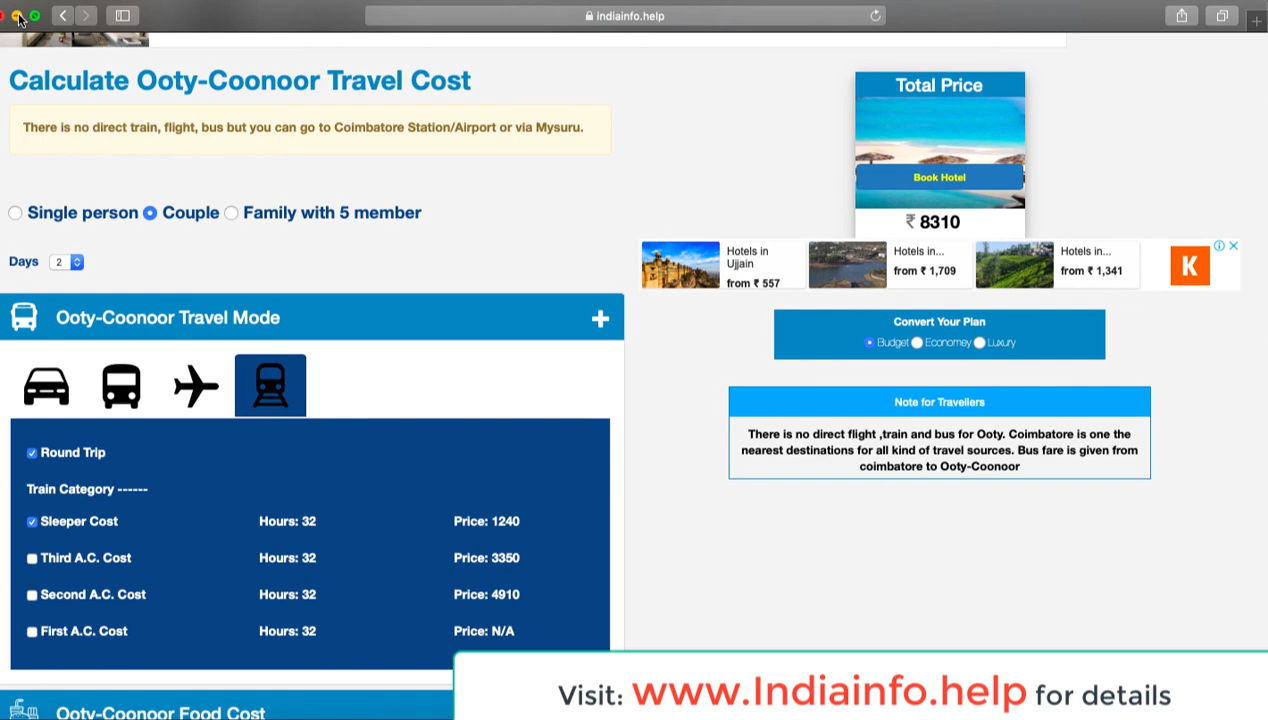 indiainfo.help
Calculate Ooty-Coonoor Travel Cost
There is no direct train, flight, bus but you can go to Coimbatore Station/Airport or via Mysuru.
Single person Couple Family with 5 member
Days 2
Total Price
Book Hotel
₹ 8310
Hotels in Ujjain
from ₹ 557
Hotels in...
from ₹ 1,709
Hotels in...
from ₹ 1,341
K
Convert Your Plan
Budget Economey Luxury
Note for Travellers
There is no direct flight ,train and bus for Ooty. Coimbatore is one the
nearest destinations for all kind of travel sources. Bus fare is given from
coimbatore to Ooty-Coonoor
Ooty-Coonoor Travel Mode
Round Trip
Train Category ------
Sleeper Cost Hours: 32 Price: 1240
Third A.C. Cost Hours: 32 Price: 3350
Second A.C. Cost Hours: 32 Price: 4910
First A.C. Cost Hours: 32 Price: N/A
Ooty-Coonoor Food Cost
Visit: www.Indiainfo.help for details